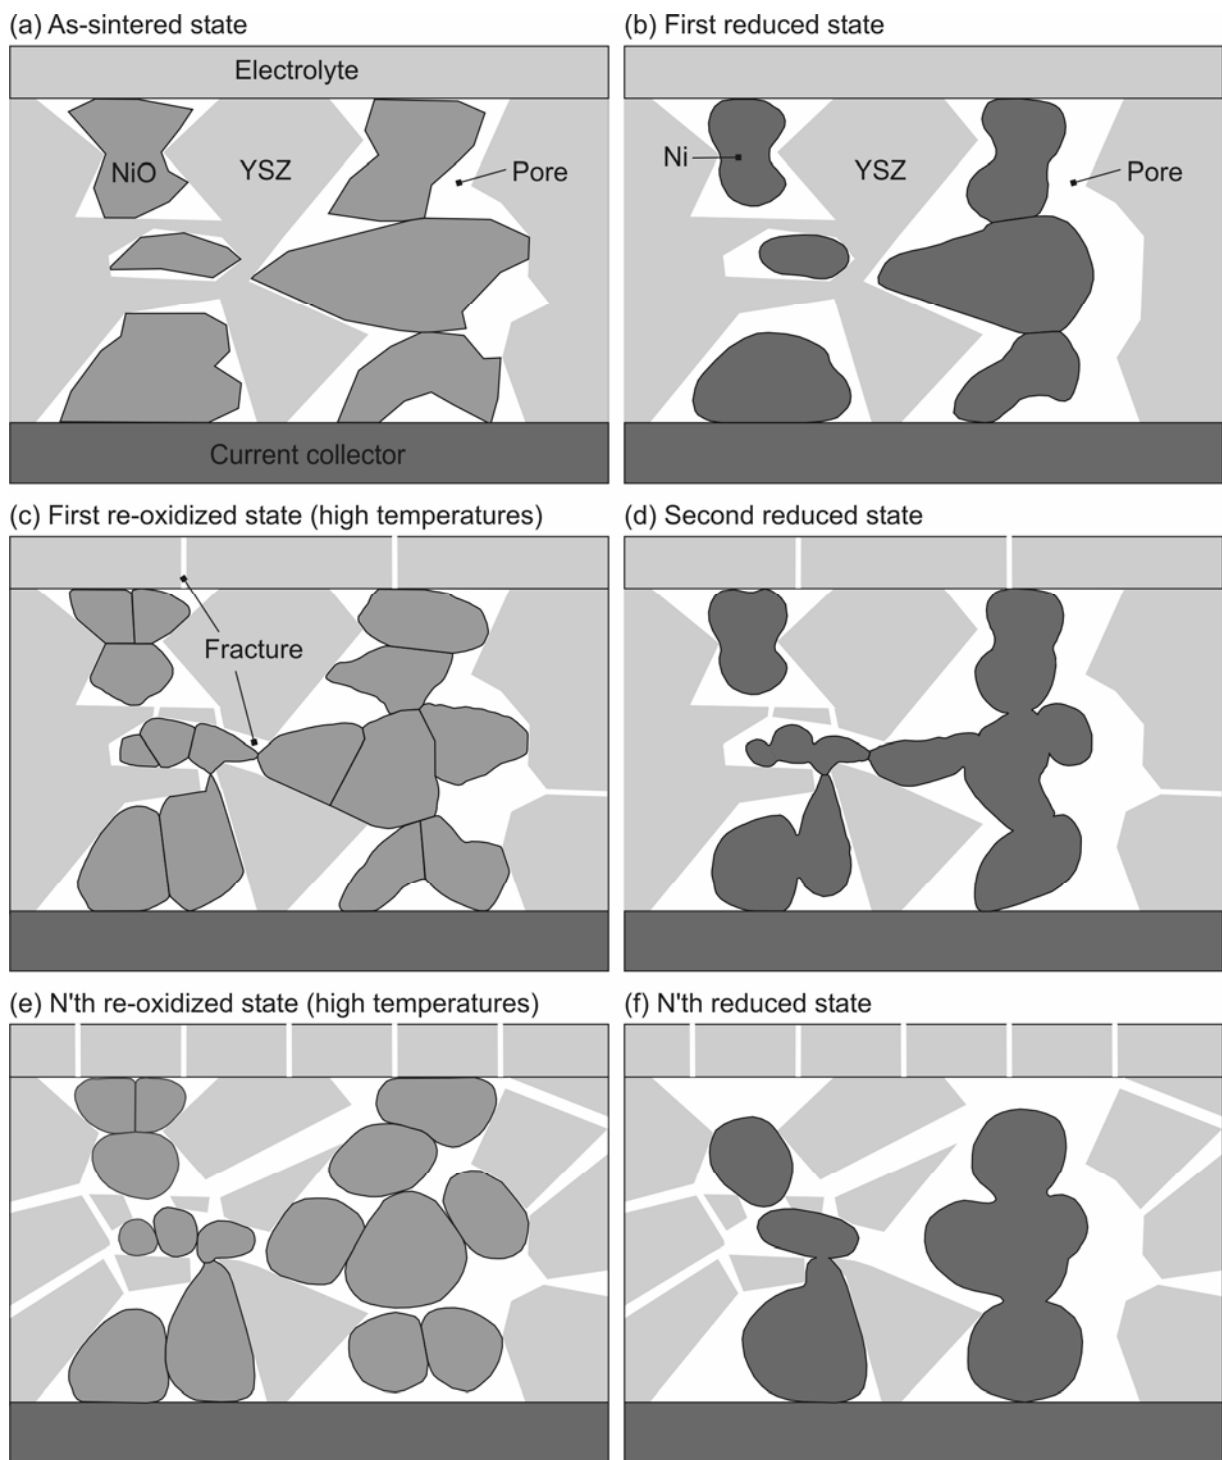 (a) As-sintered state
(b) First reduced state
Electrolyte
NiO
YSZ
Pore
Ni
YSZ
Pore
Current collector
(c) First re-oxidized state (high temperatures)
(d) Second reduced state
Fracture
(e) N'th re-oxidized state (high temperatures)
(f) N'th reduced state